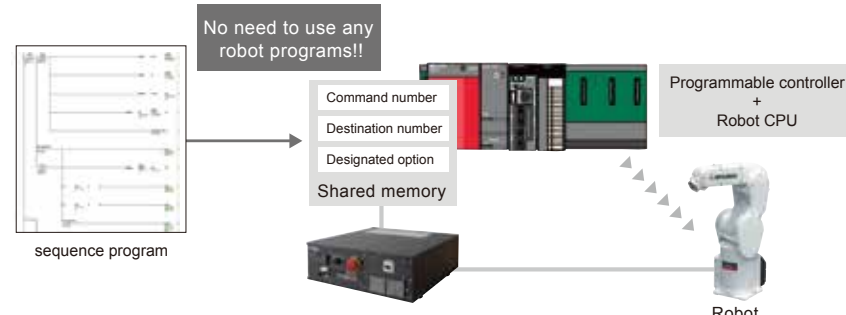 No need to use any
robot programs!!
Command number
Destination number
Designated option
Shared memory
Programmable controller
+
Robot CPU
sequence program
Robot